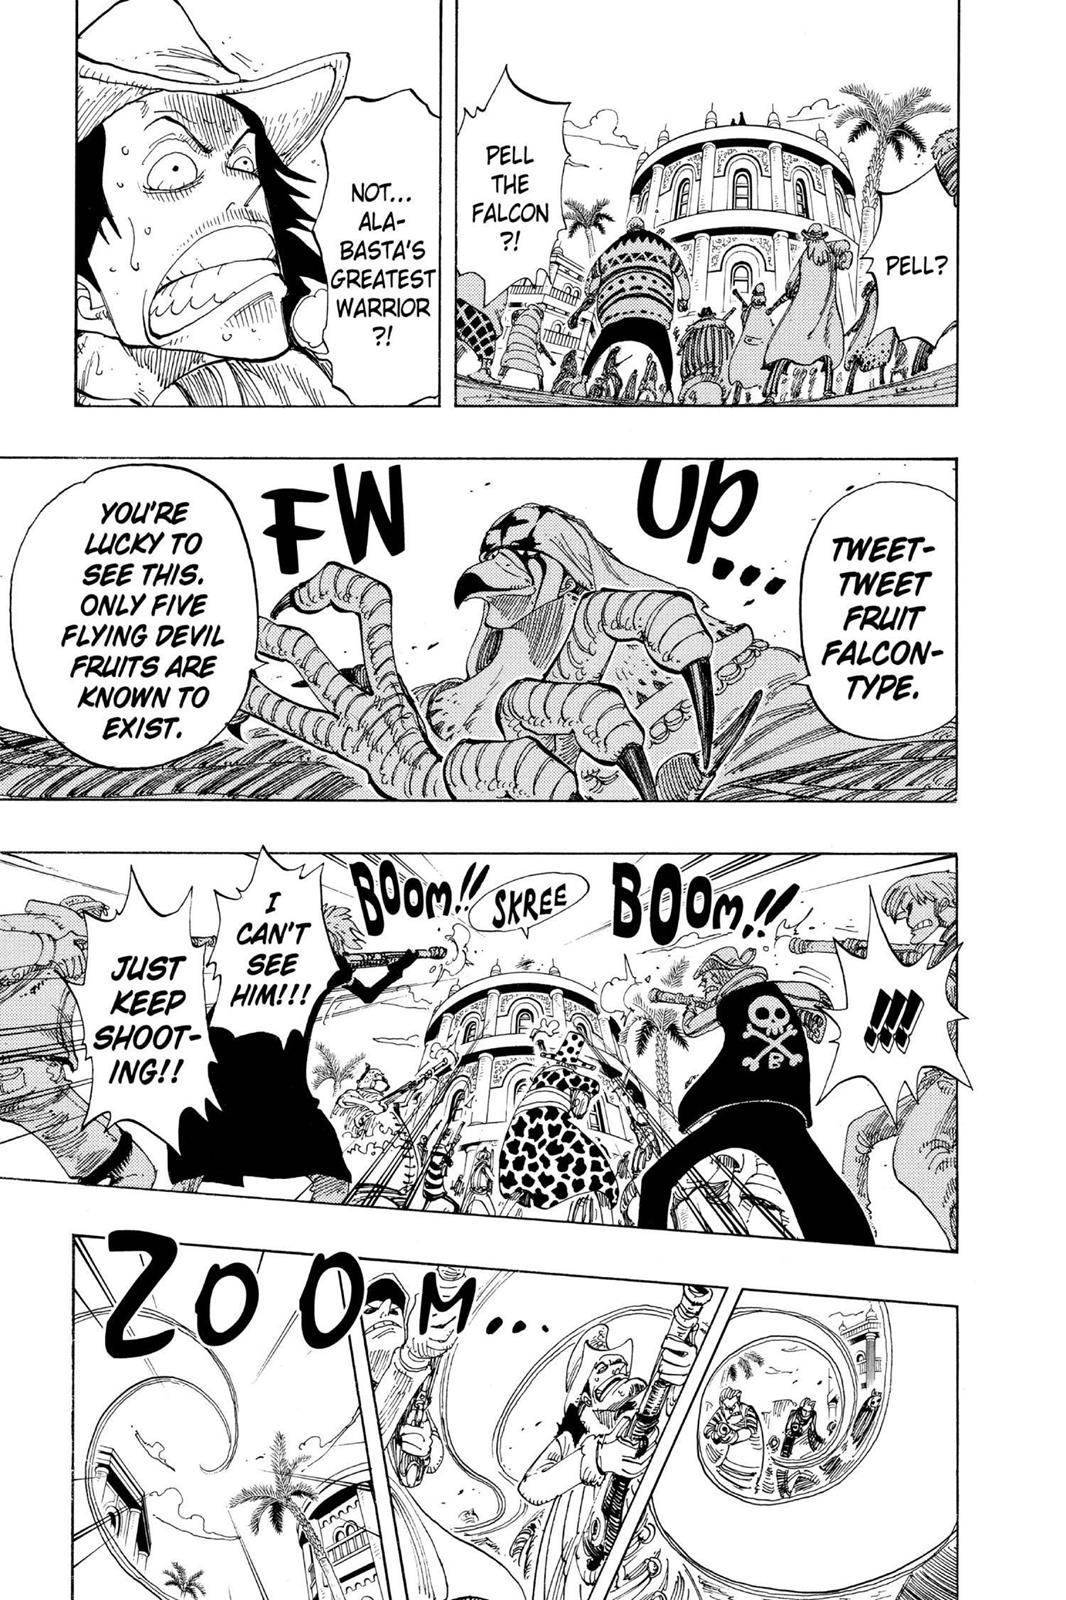 PELL?
PELL
THE
FALCON
?!
NOT...
ALA-
BASTA'S
GREATEST
WARRIOR
?!
UP...
FW
TWEET-
TWEET
FRUIT
FALCON-
TYPE.
YOU'RE
LUCKY TO
SEE THIS.
ONLY FIVE
FLYING DEVIL
FRUITS ARE
KNOWN TO
EXIST.
!!!
BOOM!!
SKREE
BOOM!!
I
CAN'T
SEE
HIM!!!
JUST
KEEP
SHOOT-
ING!!
B
ZOOM...